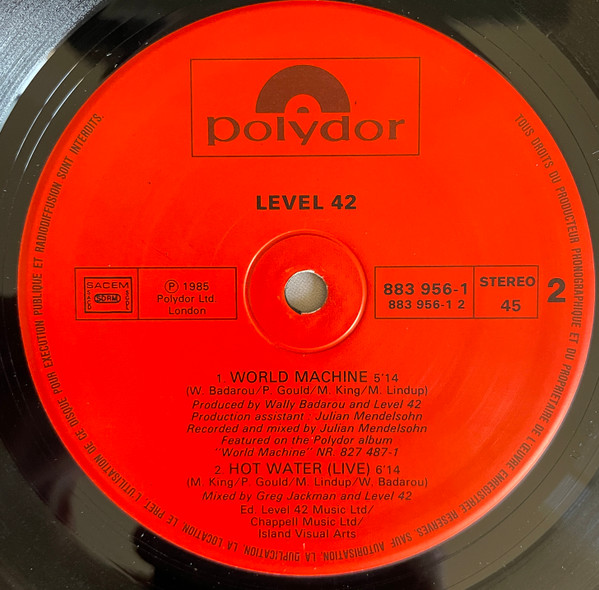 polydor
LEVEL 42
SACEM
SDRM
SACD
SGDL
Ⓟ 1985
Polydor Ltd
London
883 956-1
883 956-1 2
STEREO
45
2
1. WORLD MACHINE 5'14
(W. Badarou/P. Gould/M. King/M. Lindup)
Produced by Wally Badarou and Level 42
Production assistant : Julian Mendelsohn
Recorded and mixed by Julian Mendelsohn
Featured on the Polydor album
"World Machine" NR. 827 487-1
2. HOT WATER (LIVE) 6'14
(M. King/P. Gould/M. Lindup/W. Badarou)
Mixed by Greg Jackman and Level 42
Ed. Level 42 Music Ltd/
Chappell Music Ltd/
Island Visual Arts
TOUS DROITS DU PRODUCTEUR PHONOGRAPHIQUE ET DU PROPRIETAIRE DE L'ŒUVRE ENREGISTREE RESERVES. SAUF AUTORISATION, LA DUPLICATION, LA LOCATION, LE PRET, L'UTILISATION DE CE DISQUE POUR EXECUTION PUBLIQUE ET RADIODIFFUSION SONT INTERDITS.